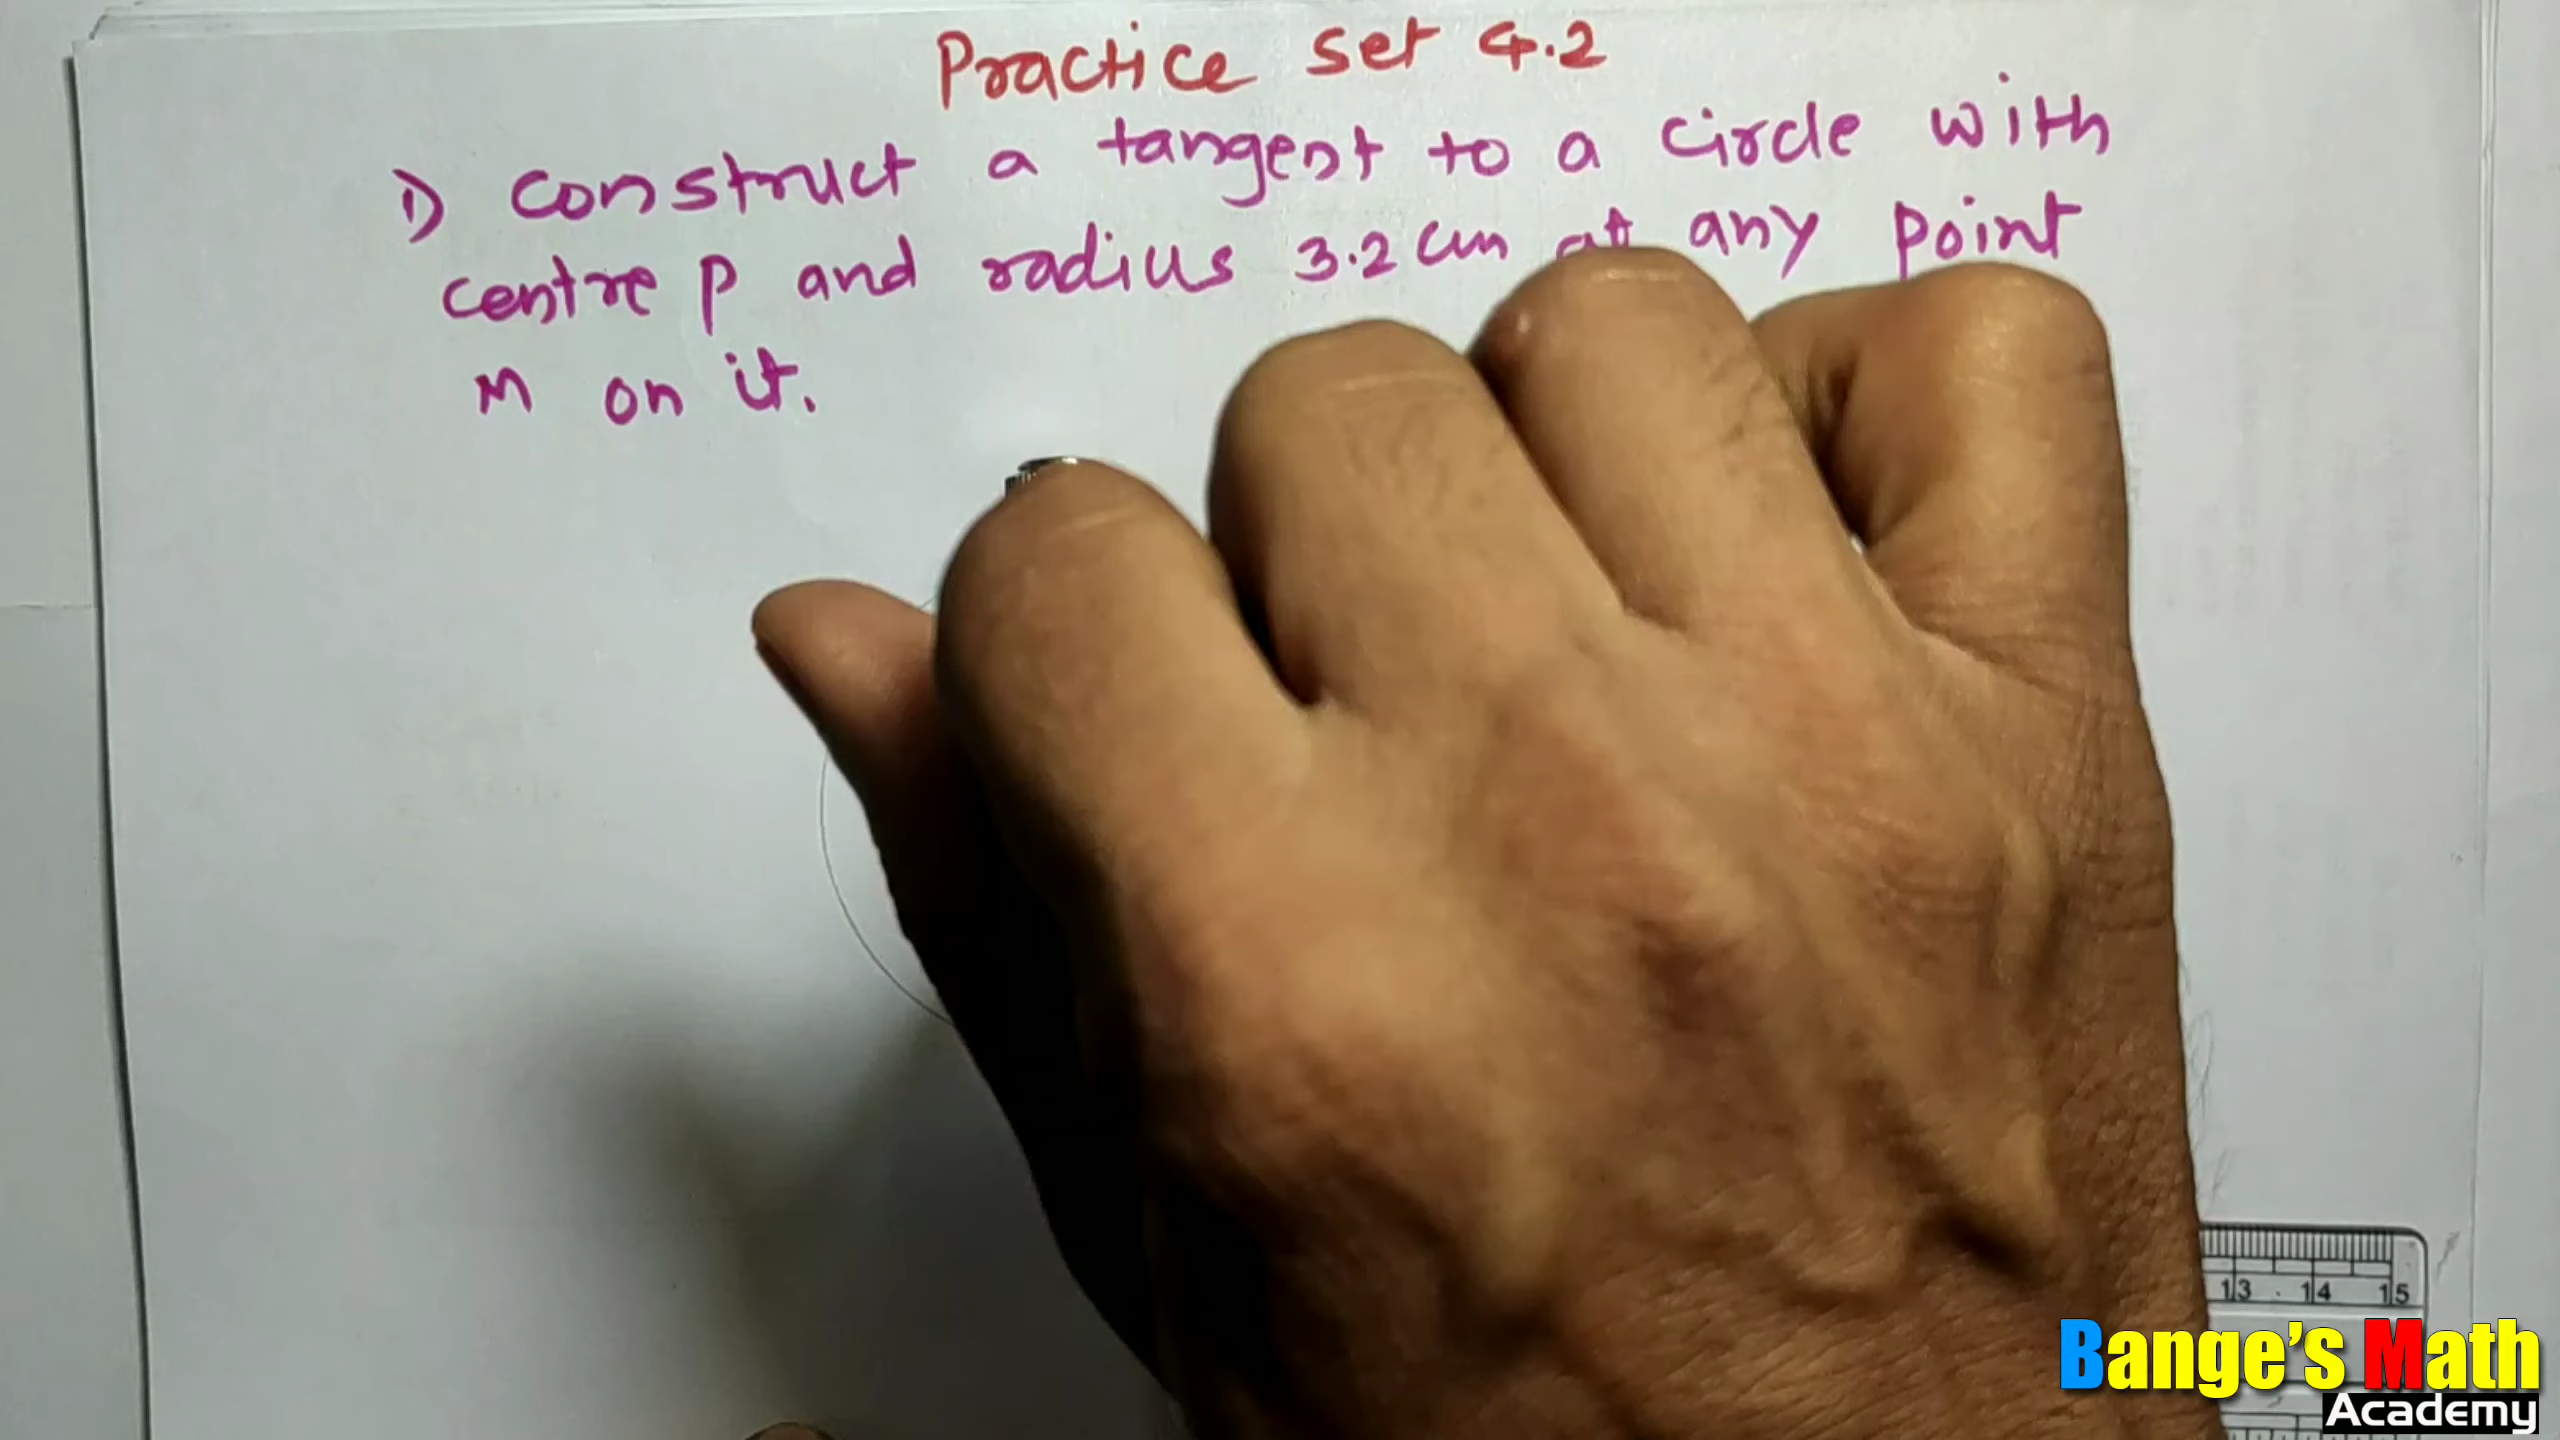 Practice Set 4.2
1) Construct a tangent to a circle with
centre P and radius 3.2 cm at any point
M on it.
13 14 15
Bange's Math
Academy